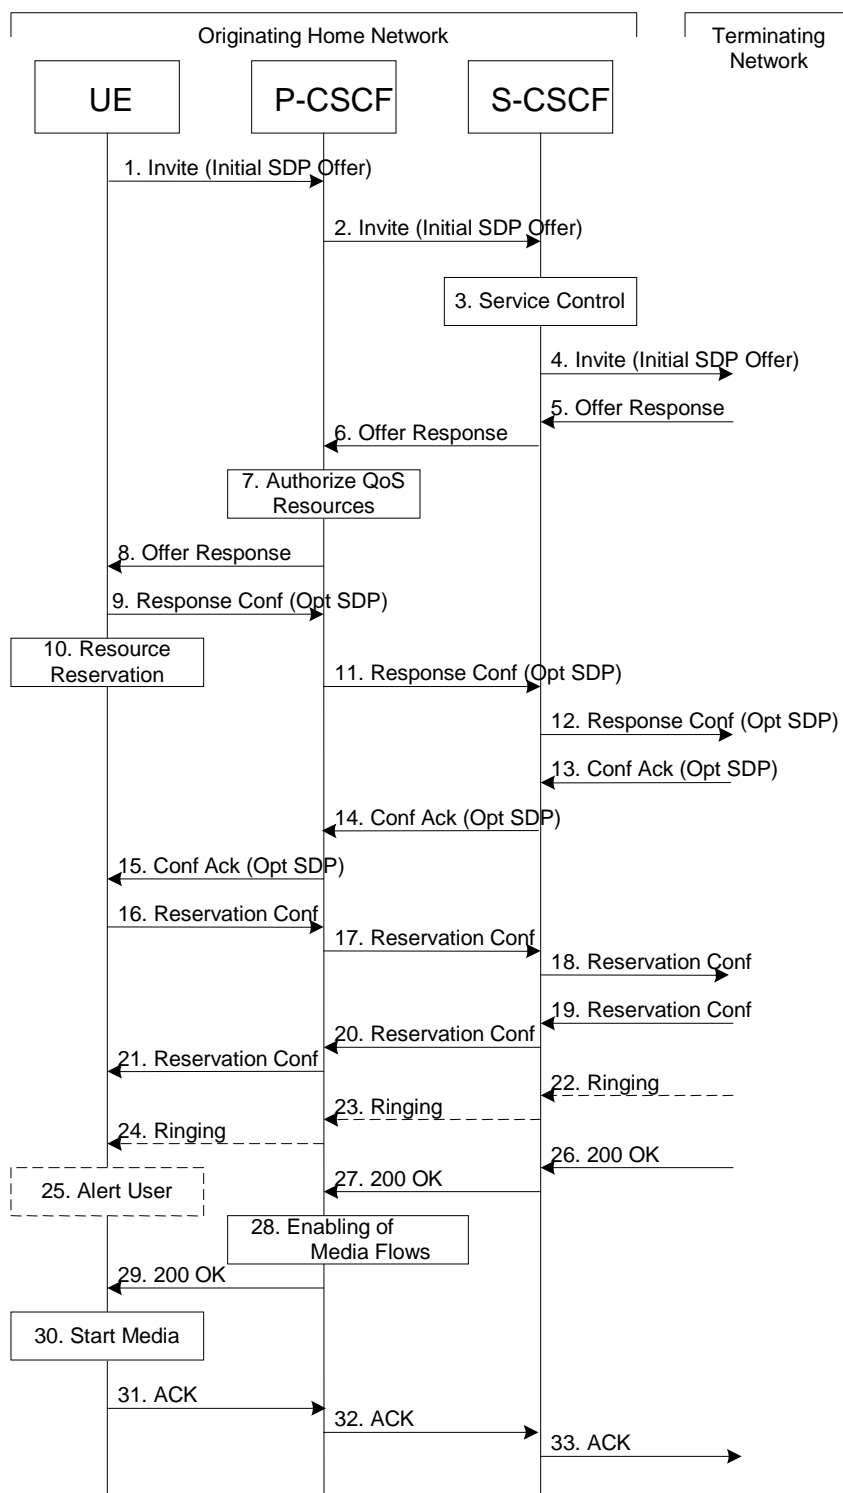 Originating Home Network
Terminating
Network
UE
P-CSCF
S-CSCF
1. Invite (Initial SDP Offer)
2. Invite (Initial SDP Offer)
3. Service Control
4. Invite (Initial SDP Offer)
5. Offer Response
6. Offer Response
7. Authorize QoS
Resources
8. Offer Response
9. Response Conf (Opt SDP)
10. Resource
Reservation
11. Response Conf (Opt SDP)
12. Response Conf (Opt SDP)
13. Conf Ack (Opt SDP)
14. Conf Ack (Opt SDP)
15. Conf Ack (Opt SDP)
16. Reservation Conf
17. Reservation Conf
18. Reservation Conf
19. Reservation Conf
20. Reservation Conf
21. Reservation Conf
22. Ringing
23. Ringing
24. Ringing
25. Alert User
26. 200 OK
27. 200 OK
28. Enabling of
Media Flows
29. 200 OK
30. Start Media
31. ACK
32. ACK
33. ACK